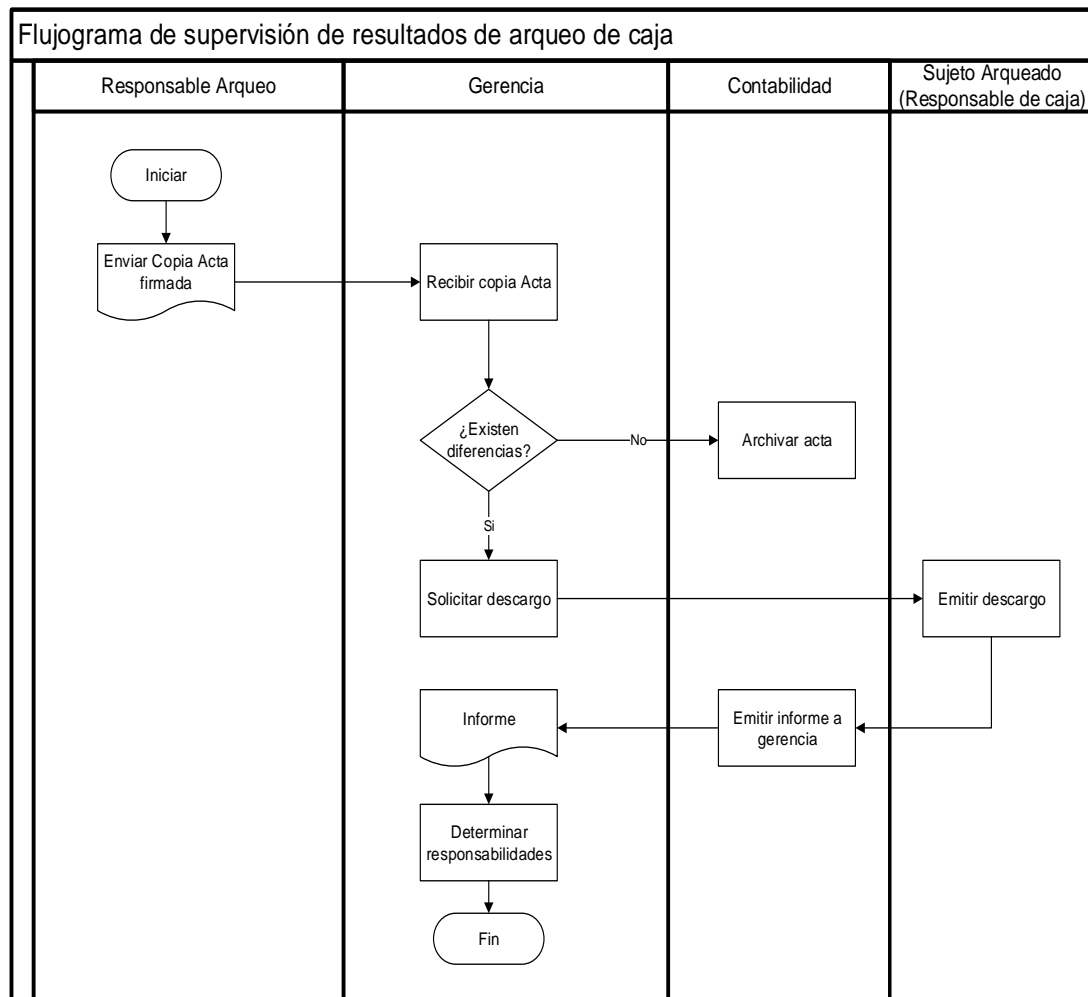 Flujograma de supervisión de resultados de arqueo de caja
Responsable Arqueo
Gerencia
Contabilidad
Sujeto Arqueado
(Responsable de caja)
Iniciar
Enviar Copia Acta
firmada
Recibir copia Acta
¿Existen
diferencias?
No
Archivar acta
Si
Solicitar descargo
Emitir descargo
Informe
Emitir informe a
gerencia
Determinar
responsabilidades
Fin